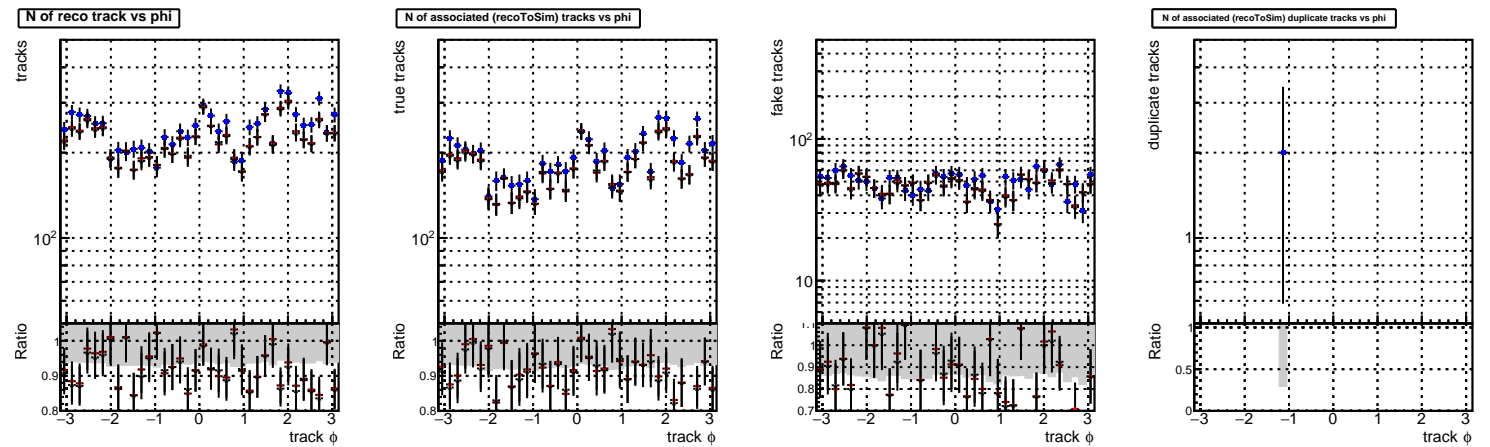 N of reco track vs phi
N of associated (recoToSim) tracks vs phi
N of associated (recoToSim) duplicate tracks vs phi
tracks
10²
Ratio
1
0.9
0.8
−3 −2 −1 0 1 2 3
track ϕ
true tracks
10²
Ratio
1
0.9
0.8
−3 −2 −1 0 1 2 3
track ϕ
fake tracks
10²
10
Ratio
1.1
1
0.9
0.8
0.7
−3 −2 −1 0 1 2 3
track ϕ
duplicate tracks
1
Ratio
1
0.5
0
−3 −2 −1 0 1 2 3
track ϕ